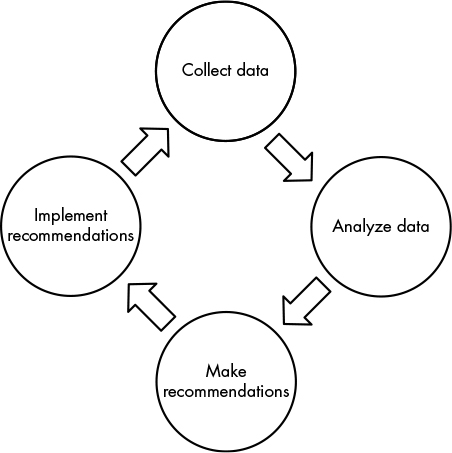 Collect data
Analyze data
Make
recommendations
Implement
recommendations